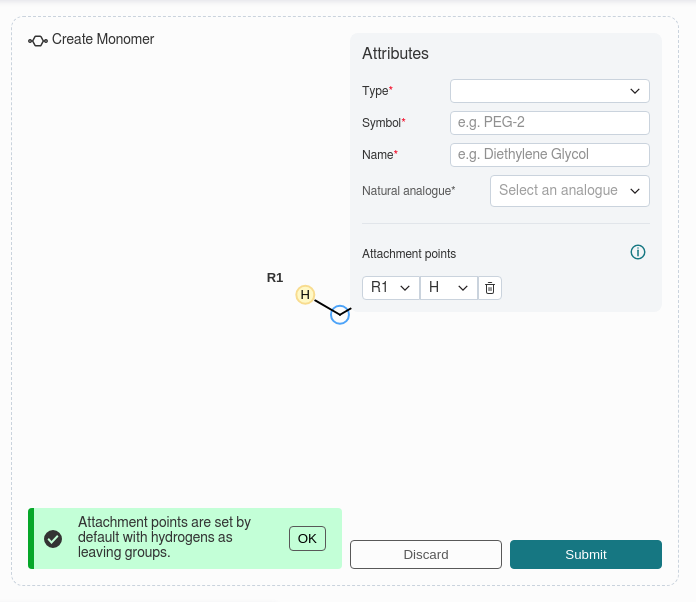 Create Monomer
Attributes
Type*
Symbol*
e.g. PEG-2
Name*
e.g. Diethylene Glycol
Natural analogue*
Select an analogue
Attachment points
R1
H
R1
H
Attachment points are set by
default with hydrogens as
leaving groups.
OK
Discard
Submit